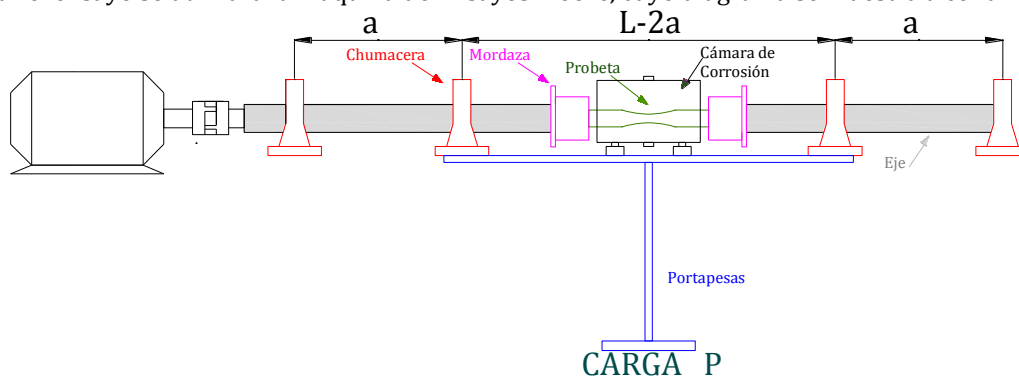 a
L-2a
a
Chumacera
Mordaza
Probeta
Cámara de
Corrosión
Eje
Portapesas
CARGA P